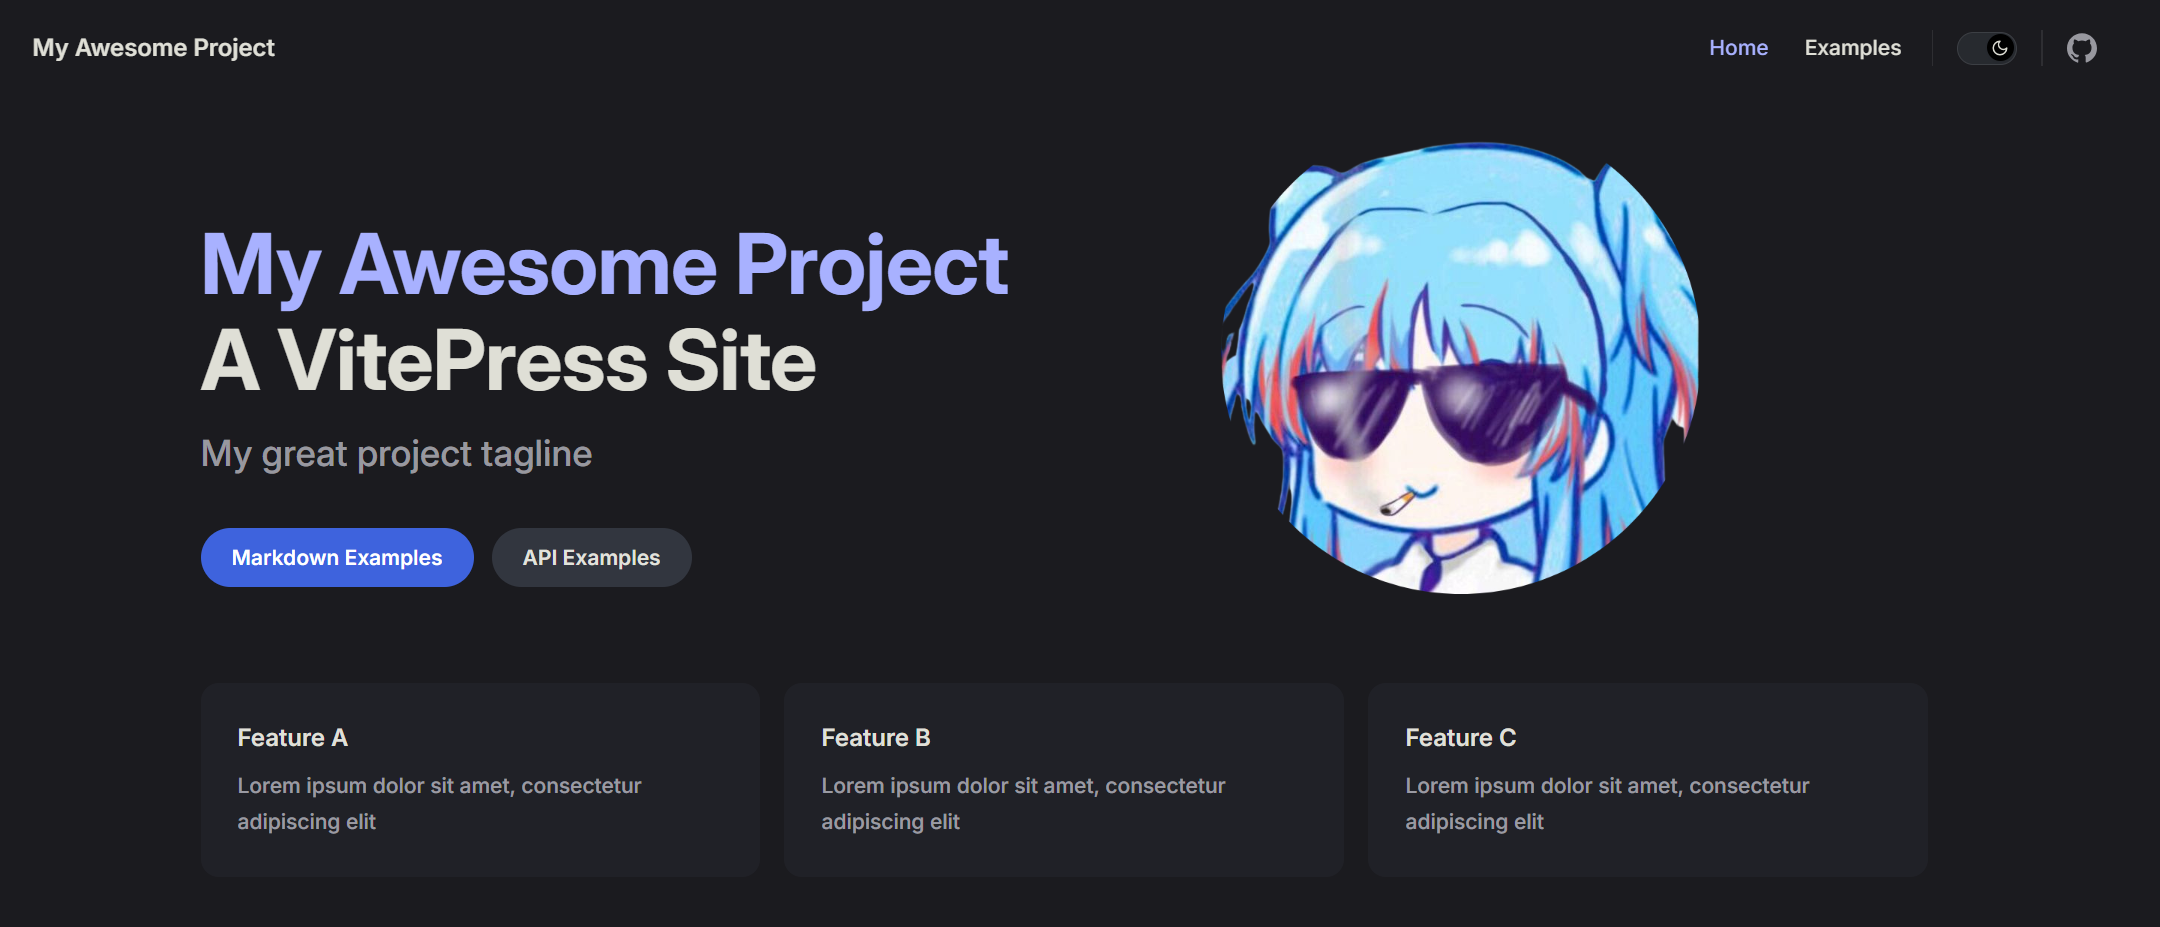 My Awesome Project
Home
Examples
My Awesome Project
A VitePress Site
My great project tagline
Markdown Examples
API Examples
Feature A
Lorem ipsum dolor sit amet, consectetur
adipiscing elit
Feature B
Lorem ipsum dolor sit amet, consectetur
adipiscing elit
Feature C
Lorem ipsum dolor sit amet, consectetur
adipiscing elit